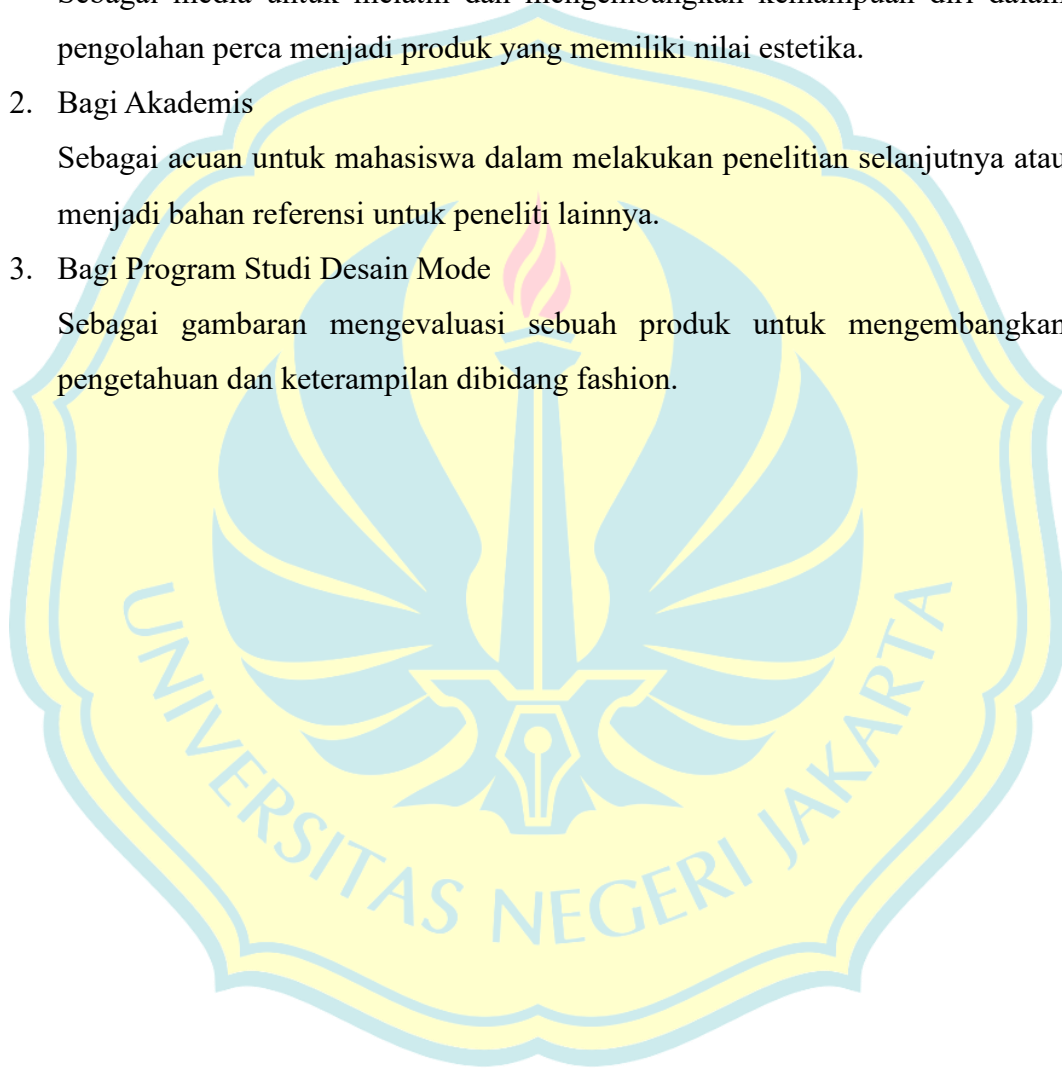 Sebagai media untuk melatih dan mengembangkan kemampuan diri dalam
pengolahan perca menjadi produk yang memiliki nilai estetika.
2. Bagi Akademis
Sebagai acuan untuk mahasiswa dalam melakukan penelitian selanjutnya atau
menjadi bahan referensi untuk peneliti lainnya.
3. Bagi Program Studi Desain Mode
Sebagai gambaran mengevaluasi sebuah produk untuk mengembangkan
pengetahuan dan keterampilan dibidang fashion.
UNIVERSITAS NEGERI JAKARTA